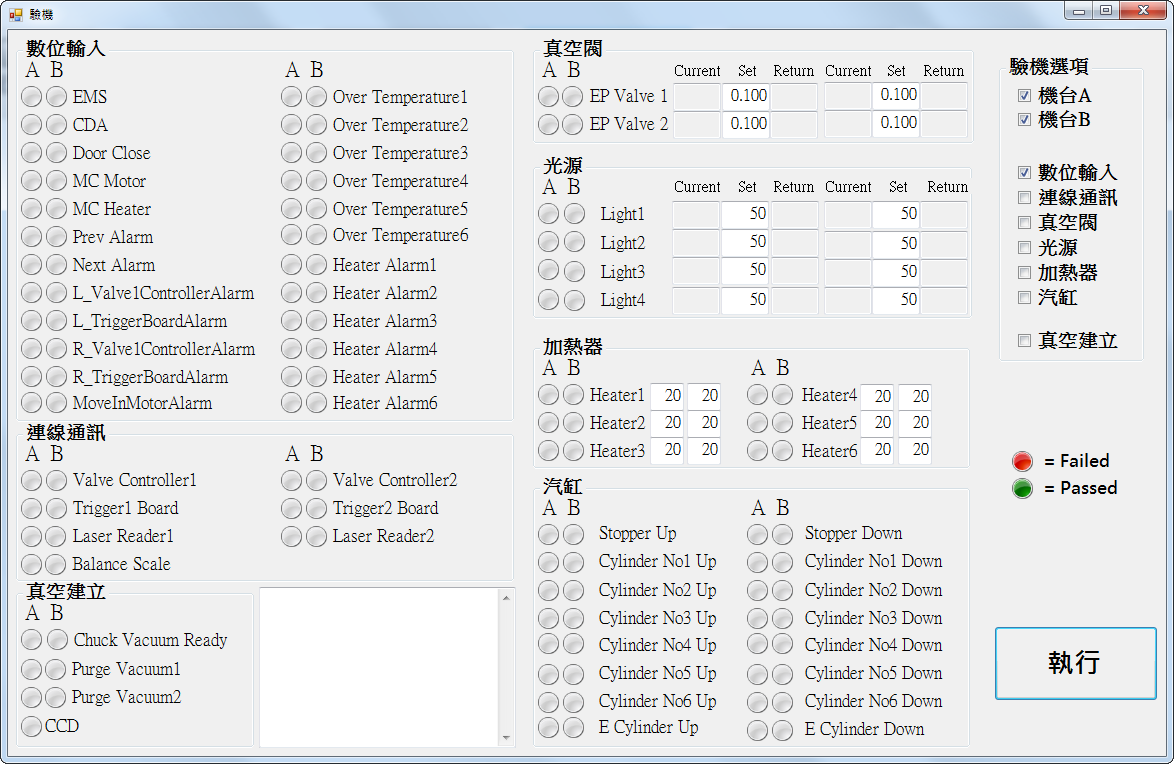 驗機
數位輸入
A B A B
EMS Over Temperature1
CDA Over Temperature2
Door Close Over Temperature3
MC Motor Over Temperature4
MC Heater Over Temperature5
Prev Alarm Over Temperature6
Next Alarm Heater Alarm1
L_Valve1ControllerAlarm Heater Alarm2
L_TriggerBoardAlarm Heater Alarm3
R_Valve1ControllerAlarm Heater Alarm4
R_TriggerBoardAlarm Heater Alarm5
MoveInMotorAlarm Heater Alarm6
連線通訊
A B A B
Valve Controller1 Valve Controller2
Trigger1 Board Trigger2 Board
Laser Reader1 Laser Reader2
Balance Scale
真空建立
A B
Chuck Vacuum Ready
Purge Vacuum1
Purge Vacuum2
CCD
真空閥
A B Current Set Return Current Set Return
EP Valve 1 0.100 0.100
EP Valve 2 0.100 0.100
光源
A B Current Set Return Current Set Return
Light1 50 50
Light2 50 50
Light3 50 50
Light4 50 50
加熱器
A B A B
Heater1 20 20 Heater4 20 20
Heater2 20 20 Heater5 20 20
Heater3 20 20 Heater6 20 20
汽缸
A B A B
Stopper Up Stopper Down
Cylinder No1 Up Cylinder No1 Down
Cylinder No2 Up Cylinder No2 Down
Cylinder No3 Up Cylinder No3 Down
Cylinder No4 Up Cylinder No4 Down
Cylinder No5 Up Cylinder No5 Down
Cylinder No6 Up Cylinder No6 Down
E Cylinder Up E Cylinder Down
驗機選項
機台A
機台B
數位輸入
連線通訊
真空閥
光源
加熱器
汽缸
真空建立
= Failed
= Passed
執行